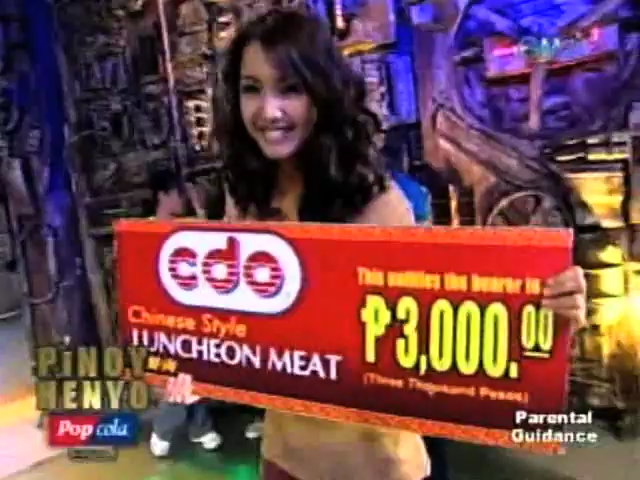 cdo
Chinese Style
LUNCHEON MEAT
This entitles the bearer to
₱3,000.00
(Three Thousand Pesos)
PiNOY
HENYO
Pop cola
Parental
Guidance